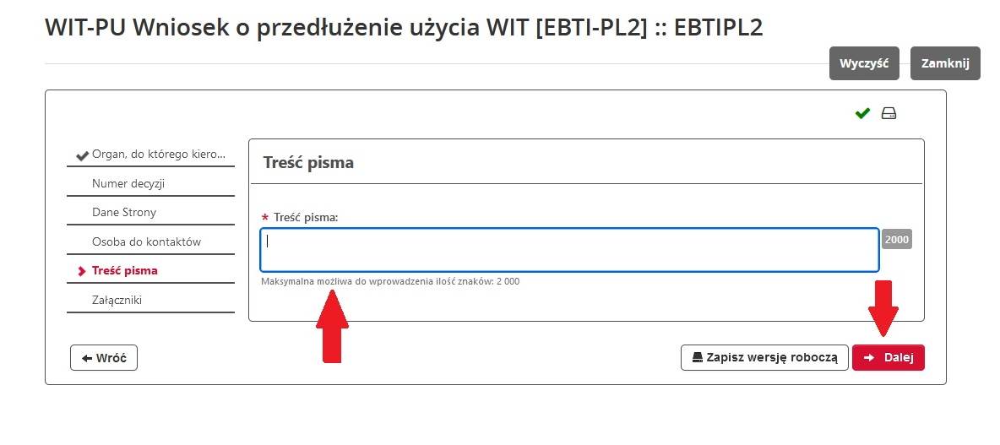 WIT-PU Wniosek o przedłużenie użycia WIT [EBTI-PL2] :: EBTIPL2
Wyczyść
Zamknij
Organ, do którego kiero...
Numer decyzji
Dane Strony
Osoba do kontaktów
Treść pisma
Załączniki
Treść pisma
* Treść pisma:
2000
Maksymalna możliwa do wprowadzenia ilość znaków: 2 000
Wróć
Zapisz wersję roboczą
Dalej